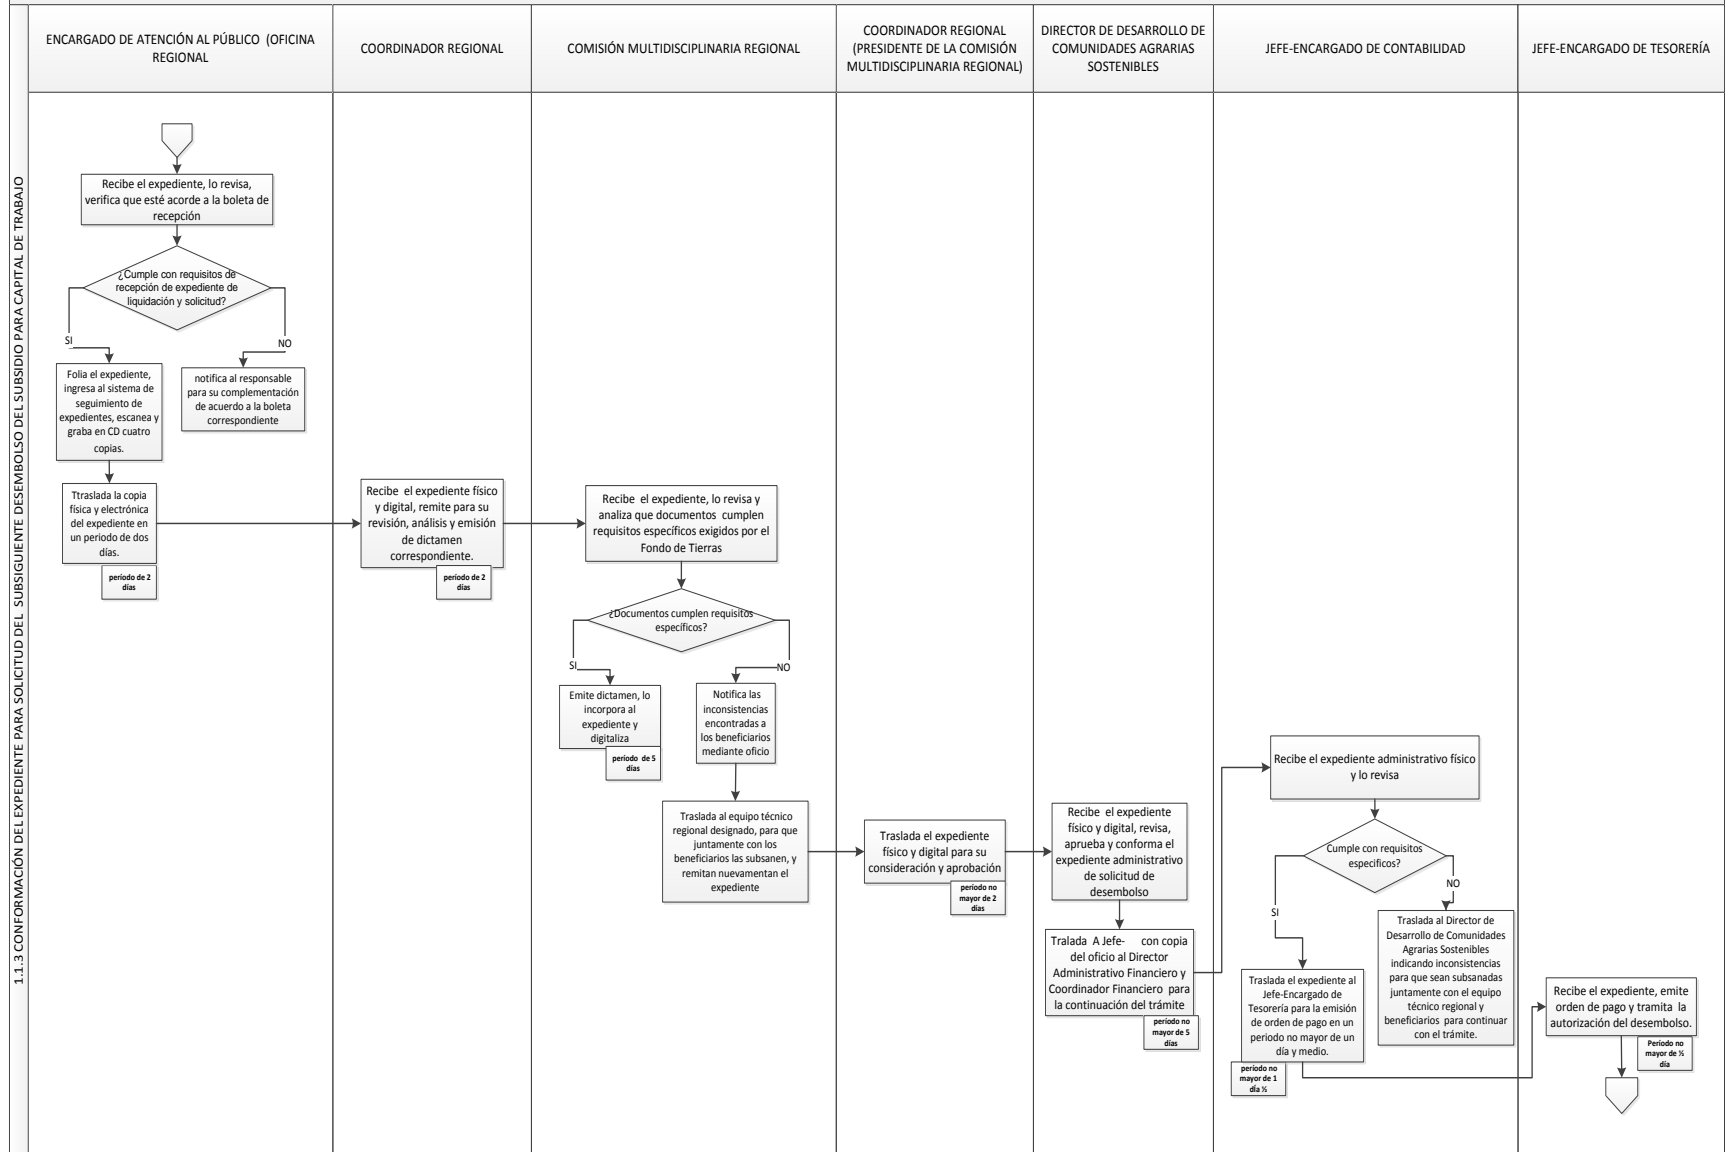 1.1.3 CONFORMACIÓN DEL EXPEDIENTE PARA SOLICITUD DEL SUBSIGUIENTE DESEMBOLSO DEL SUBSIDIO PARA CAPITAL DE TRABAJO
ENCARGADO DE ATENCIÓN AL PÚBLICO (OFICINA
REGIONAL
COORDINADOR REGIONAL
COMISIÓN MULTIDISCIPLINARIA REGIONAL
COORDINADOR REGIONAL
(PRESIDENTE DE LA COMISIÓN
MULTIDISCIPLINARIA REGIONAL)
DIRECTOR DE DESARROLLO DE
COMUNIDADES AGRARIAS
SOSTENIBLES
JEFE-ENCARGADO DE CONTABILIDAD
JEFE-ENCARGADO DE TESORERÍA
Recibe el expediente, lo revisa,
verifica que esté acorde a la boleta de
recepción
¿Cumple con requisitos de
recepción de expediente de
liquidación y solicitud?
SI
NO
Folia el expediente,
ingresa al sistema de
seguimiento de
expedientes, escanea y
graba en CD cuatro
copias.
notifica al responsable
para su complementación
de acuerdo a la boleta
correspondiente
Ttraslada la copia
física y electrónica
del expediente en
un periodo de dos
días.
período de 2
días
Recibe el expediente físico
y digital, remite para su
revisión, análisis y emisión
de dictamen
correspondiente.
período de 2
días
Recibe el expediente, lo revisa y
analiza que documentos cumplen
requisitos específicos exigidos por el
Fondo de Tierras
¿Documentos cumplen requisitos
específicos?
SI
NO
Emite dictamen, lo
incorpora al
expediente y
digitaliza
período de 5
días
Notifica las
inconsistencias
encontradas a
los beneficiarios
mediante oficio
Traslada al equipo técnico
regional designado, para que
juntamente con los
beneficiarios las subsanen, y
remitan nuevamentan el
expediente
Traslada el expediente
físico y digital para su
consideración y aprobación
período no
mayor de 2
días
Recibe el expediente
físico y digital, revisa,
aprueba y conforma el
expediente administrativo
de solicitud de
desembolso
Tralada A Jefe- con copia
del oficio al Director
Administrativo Financiero y
Coordinador Financiero para
la continuación del trámite
período no
mayor de 5
días
Recibe el expediente administrativo físico
y lo revisa
Cumple con requisitos
especificos?
SI
NO
Traslada el expediente al
Jefe-Encargado de
Tesorería para la emisión
de orden de pago en un
periodo no mayor de un
día y medio.
período no
mayor de 1
día ½
Traslada al Director de
Desarrollo de Comunidades
Agrarias Sostenibles
indicando inconsistencias
para que sean subsanadas
juntamente con el equipo
técnico regional y
beneficiarios para continuar
con el trámite.
Recibe el expediente, emite
orden de pago y tramita la
autorización del desembolso.
Período no
mayor de ½
día